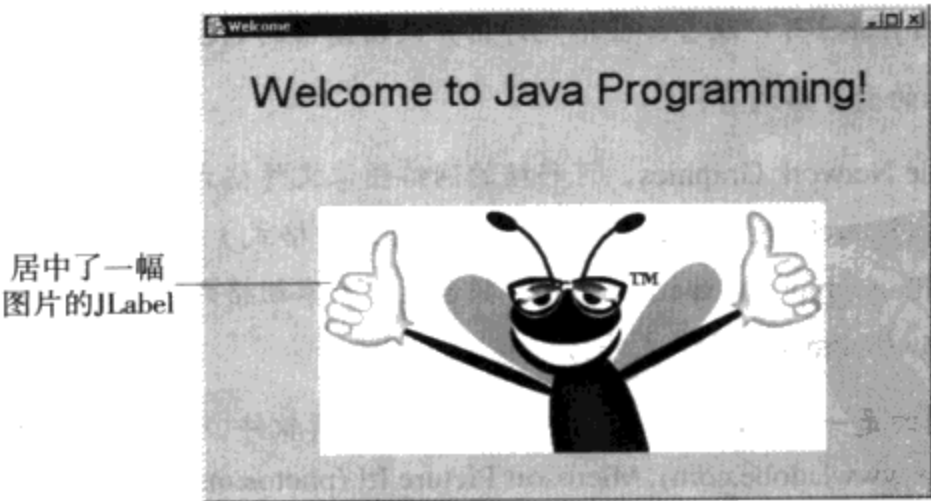 Welcome
Welcome to Java Programming!
Graphics,
TM
居中了一幅
图片的JLabel